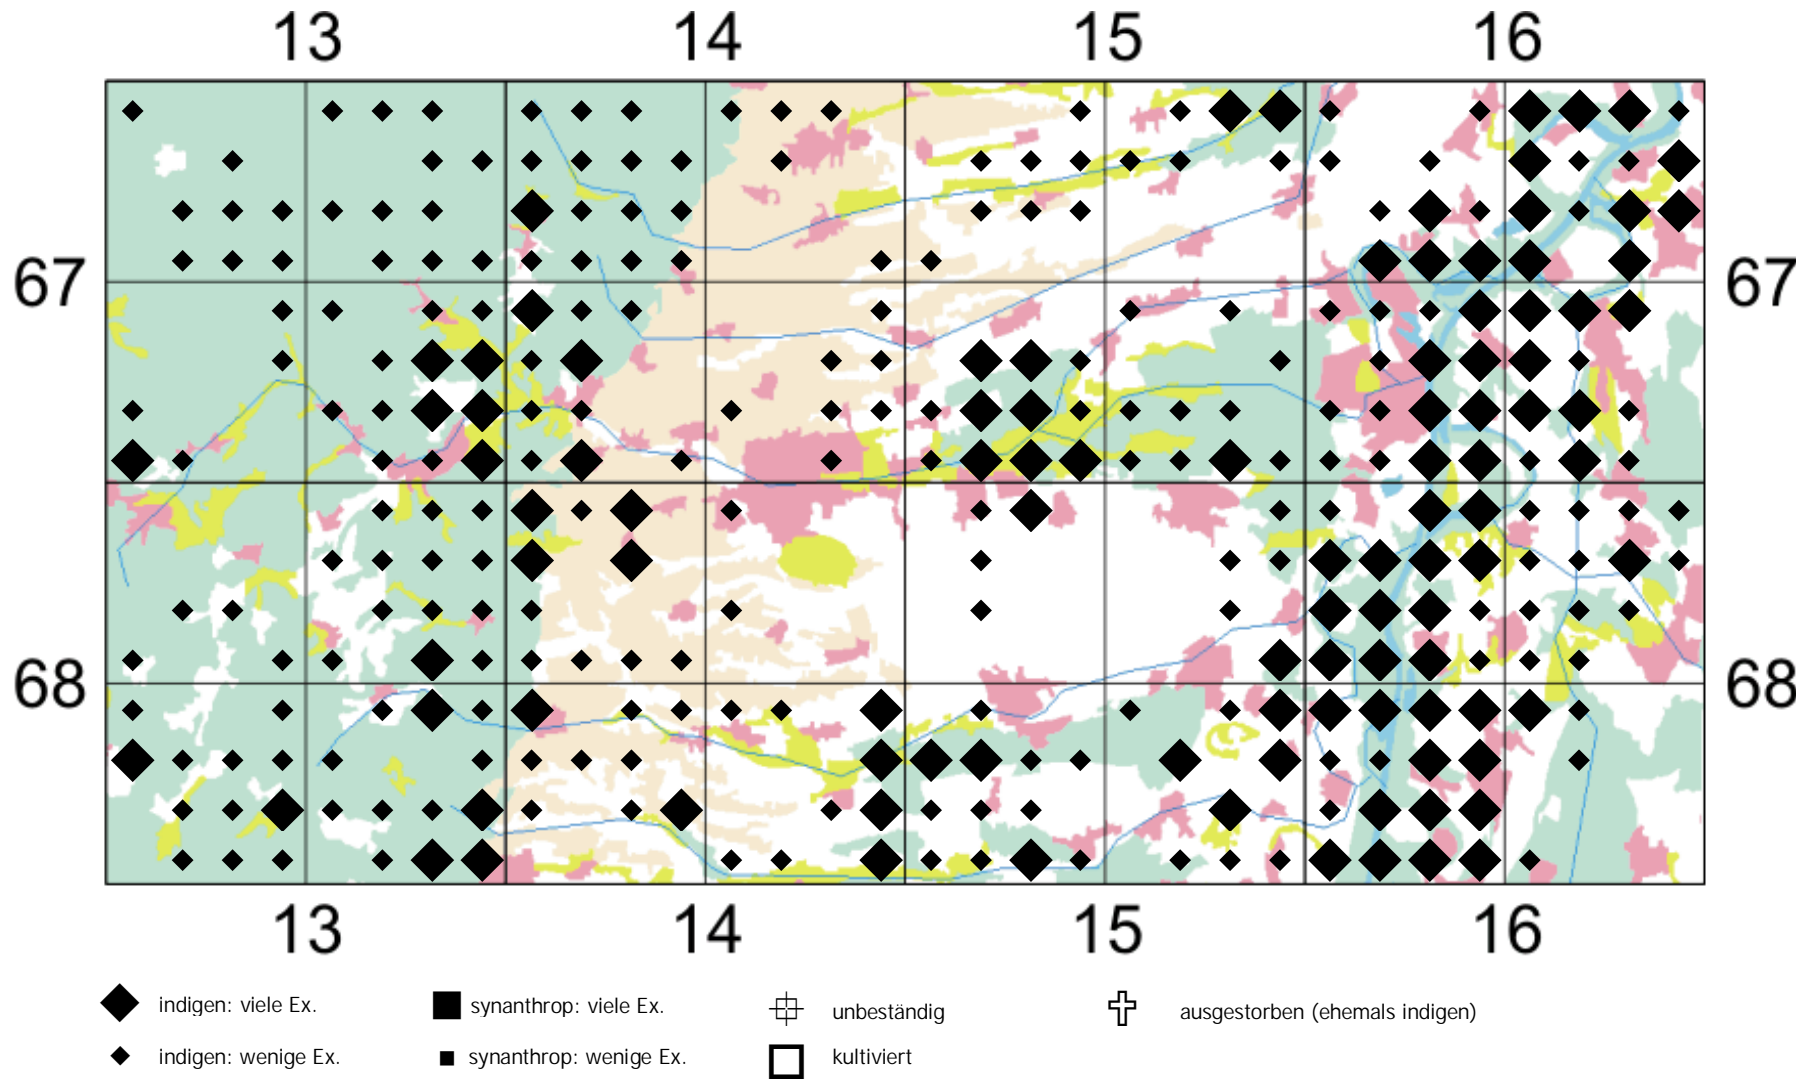 13 14 15 16
67 67
68 68
13 14 15 16
indigen: viele Ex. synanthrop: viele Ex. unbeständig ausgestorben (ehemals indigen)
indigen: wenige Ex. synanthrop: wenige Ex. kultiviert